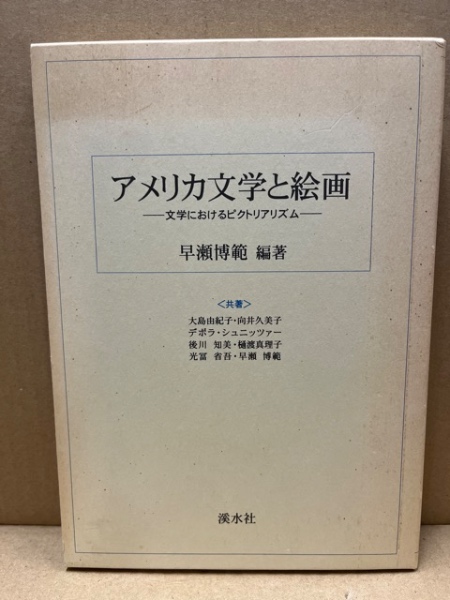 アメリカ文学と絵画
——文学におけるピクトリアリズム——
早瀬博範 編著
＜共著＞
大島由紀子・向井久美子
デボラ・シュニッツァー
後川 知美・樋渡真理子
光冨 省吾・早瀬 博範
溪水社